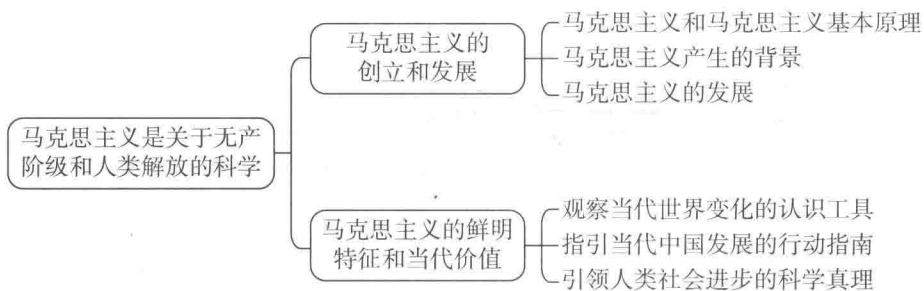 马克思主义是关于无产
阶级和人类解放的科学
马克思主义的
创立和发展
马克思主义和马克思主义基本原理
马克思主义产生的背景
马克思主义的发展
马克思主义的鲜明
特征和当代价值
观察当代世界变化的认识工具
指引当代中国发展的行动指南
引领人类社会进步的科学真理